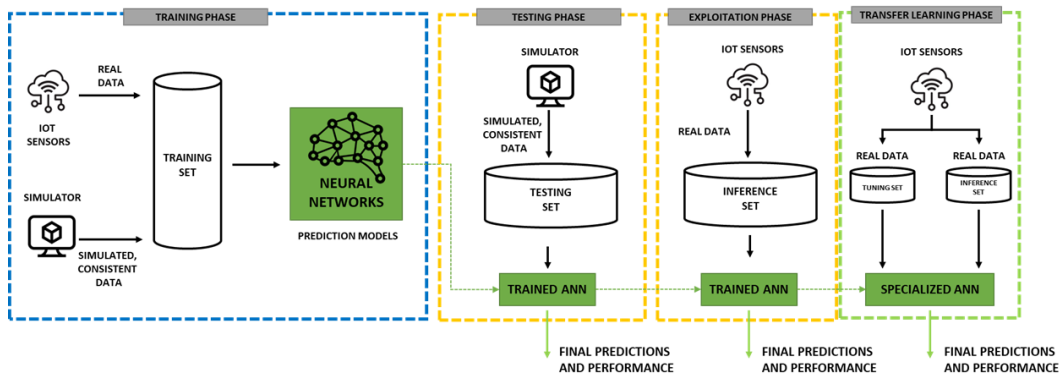 TRAINING PHASE
REAL
DATA
IOT
SENSORS
TRAINING
SET
SIMULATOR
SIMULATED,
CONSISTENT
DATA
NEURAL
NETWORKS
PREDICTION MODELS
TESTING PHASE
SIMULATOR
SIMULATED,
CONSISTENT
DATA
TESTING
SET
TRAINED ANN
FINAL PREDICTIONS
AND PERFORMANCE
EXPLOITATION PHASE
IOT SENSORS
REAL DATA
INFERENCE
SET
TRAINED ANN
FINAL PREDICTIONS
AND PERFORMANCE
TRANSFER LEARNING PHASE
IOT SENSORS
REAL DATA
REAL DATA
TUNING SET
INFERENCE
SET
SPECIALIZED ANN
FINAL PREDICTIONS
AND PERFORMANCE